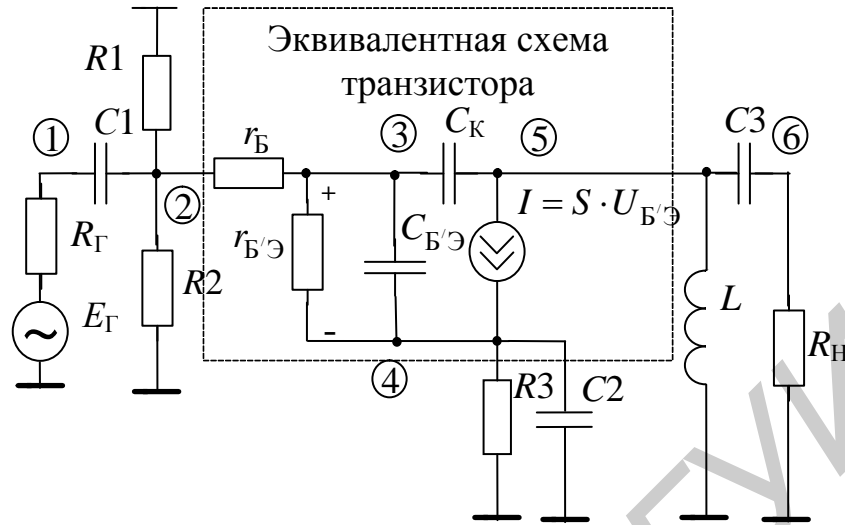 Эквивалентная схема
транзистора
R1
1
C1
r_Б
3
C_К
5
C3
6
2
+
I = S · U_Б′Э
R_Г
r_Б′Э
C_Б′Э
R2
L
E_Г
~
-
4
R3
C2
R_Н
ГУИ